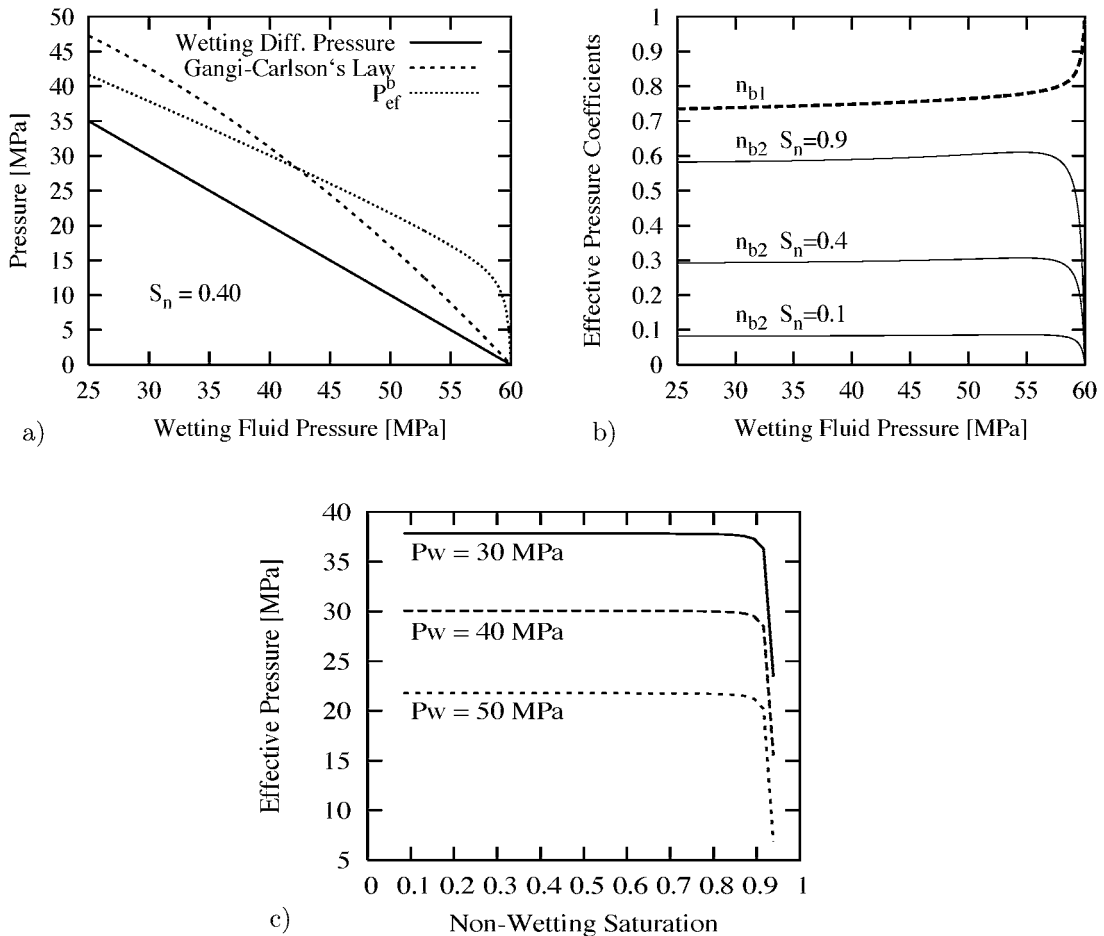 50
45
40
35
30
25
20
15
10
5
0
Pressure [MPa]
Wetting Diff. Pressure
Gangi-Carlson's Law
P^b_ef
S_n = 0.40
25 30 35 40 45 50 55 60
Wetting Fluid Pressure [MPa]
a)
1
0.9
0.8
0.7
0.6
0.5
0.4
0.3
0.2
0.1
0
Effective Pressure Coefficients
n_b1
n_b2 S_n=0.9
n_b2 S_n=0.4
n_b2 S_n=0.1
25 30 35 40 45 50 55 60
Wetting Fluid Pressure [MPa]
b)
40
35
30
25
20
15
10
5
Effective Pressure [MPa]
Pw = 30 MPa
Pw = 40 MPa
Pw = 50 MPa
0 0.1 0.2 0.3 0.4 0.5 0.6 0.7 0.8 0.9 1
Non-Wetting Saturation
c)